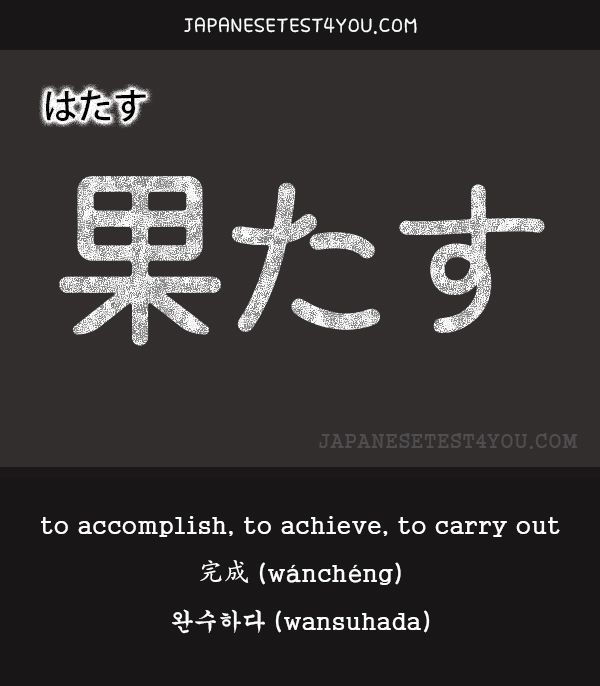 JAPANESETEST4YOU.COM
はたす
果たす
JAPANESETEST4YOU.COM
to accomplish, to achieve, to carry out
完成 (wánchéng)
완수하다 (wansuhada)